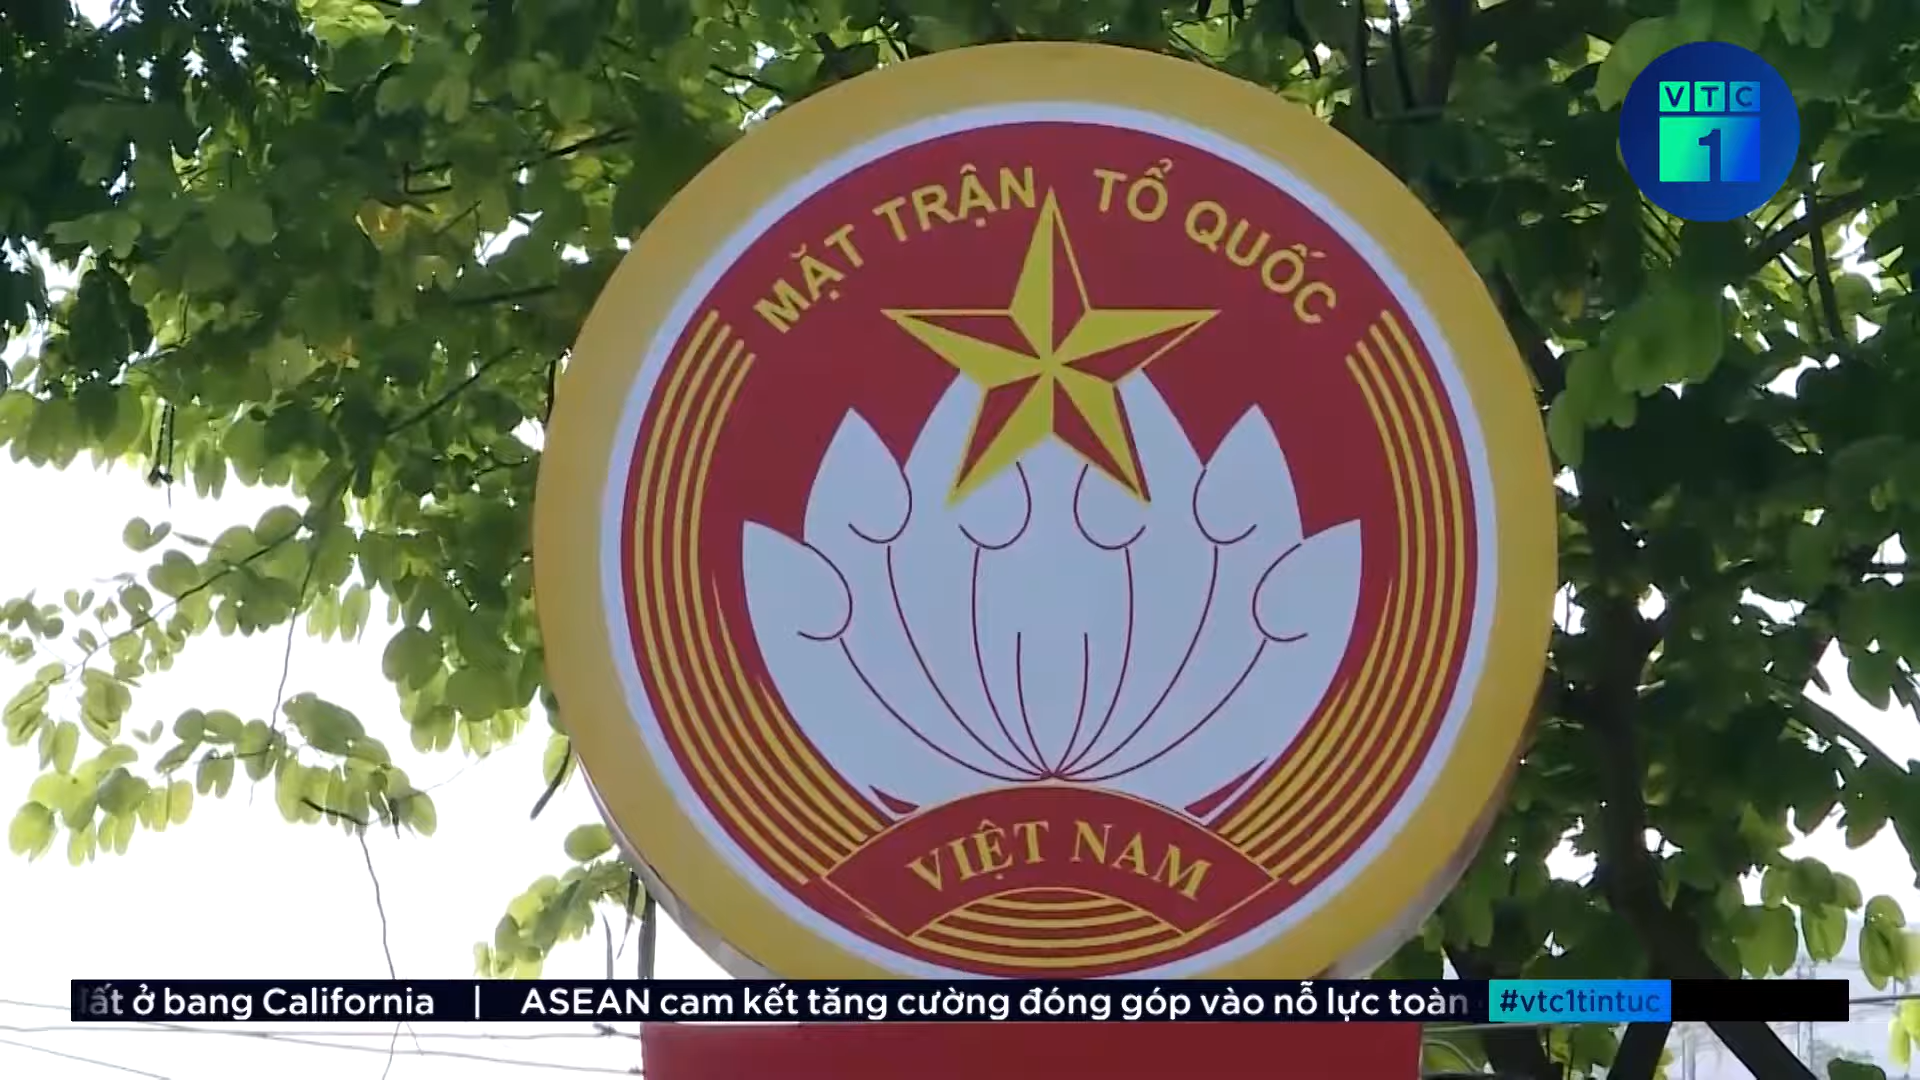 VTC
1
MẶT TRẬN TỔ QUỐC
VIỆT NAM
ở bang California | ASEAN cam kết tăng cường đóng góp vào nỗ lực toàn
#vtc1tintuc